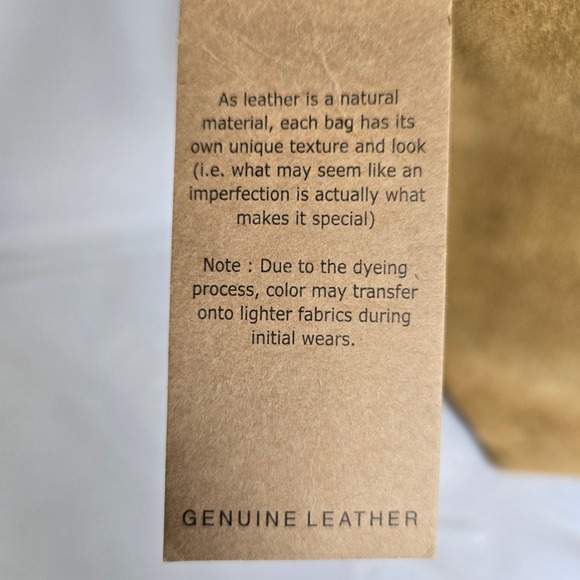 As leather is a natural
material, each bag has its
own unique texture and look
(i.e. what may seem like an
imperfection is actually what
makes it special)
Note : Due to the dyeing
process, color may transfer
onto lighter fabrics during
initial wears.
GENUINE LEATHER